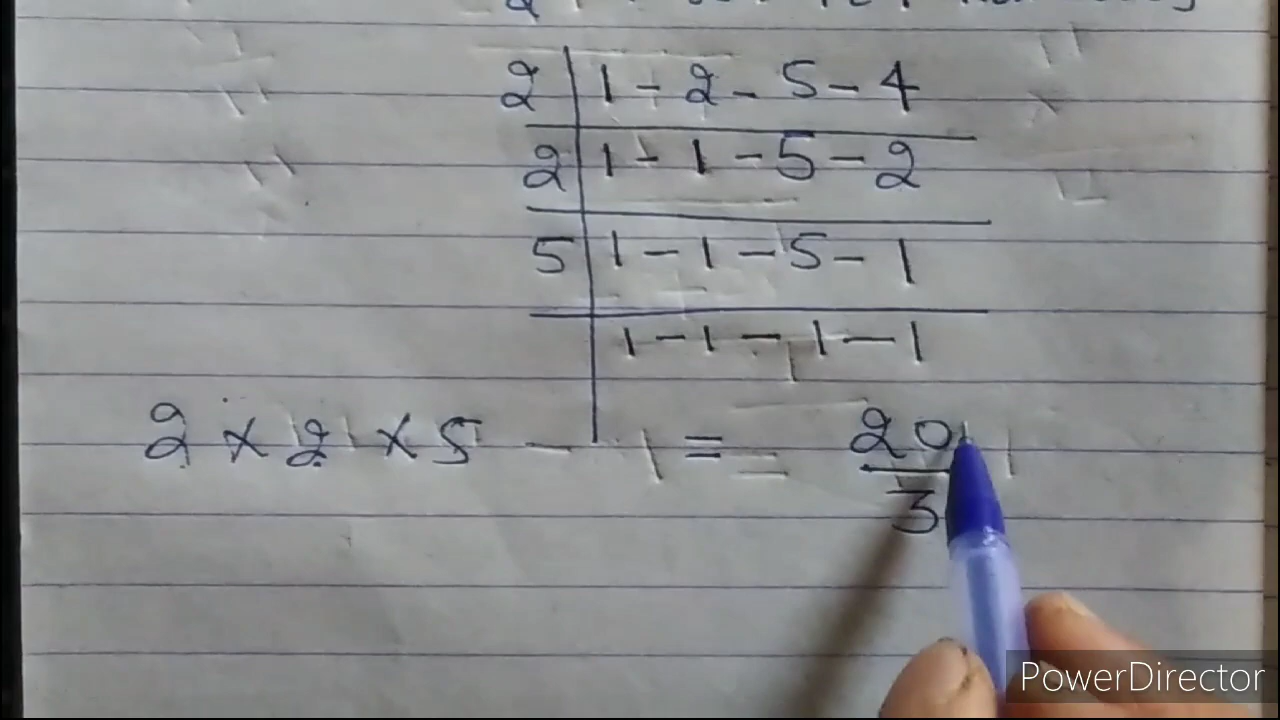 2 | 1 - 2 - 5 - 4
2 | 1 - 1 - 5 - 2
5 | 1 - 1 - 5 - 1
1 - 1 - 1 - 1
2 × 2 × 5 = 20
3
PowerDirector